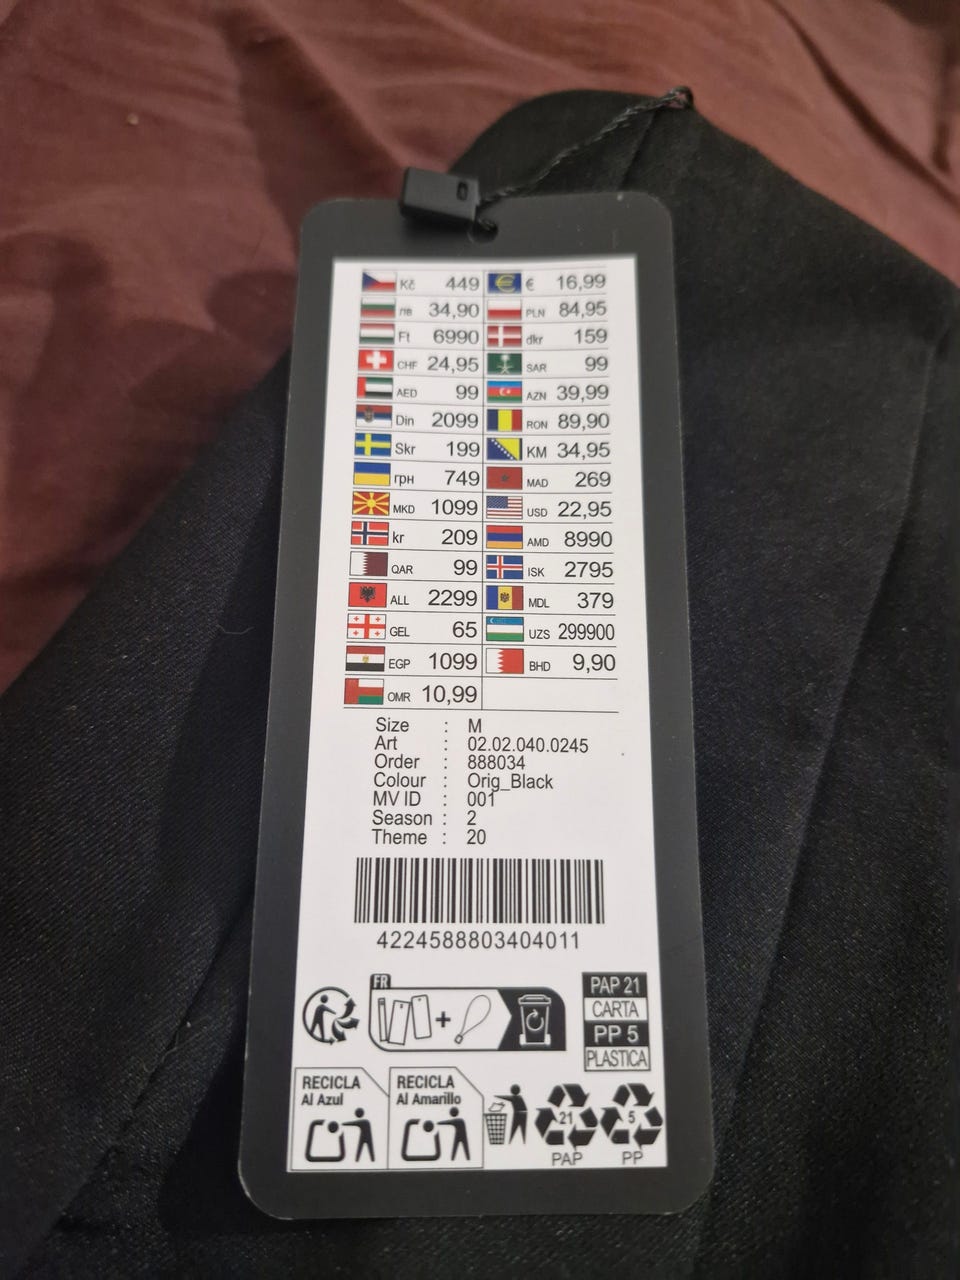 Kč 449 € 16,99
лв 34,90 PLN 84,95
Ft 6990 dkr 159
CHF 24,95 SAR 99
AED 99 AZN 39,99
Din 2099 RON 89,90
Skr 199 KM 34,95
грн 749 MAD 269
MKD 1099 USD 22,95
kr 209 AMD 8990
QAR 99 ISK 2795
ALL 2299 MDL 379
GEL 65 UZS 299900
EGP 1099 BHD 9,90
OMR 10,99
Size : M
Art : 02.02.040.0245
Order : 888034
Colour : Orig_Black
MV ID : 001
Season : 2
Theme : 20
4224588803404011
FR
+
PAP 21
CARTA
PP 5
PLASTICA
RECICLA
Al Azul
RECICLA
Al Amarillo
21
PAP
5
PP